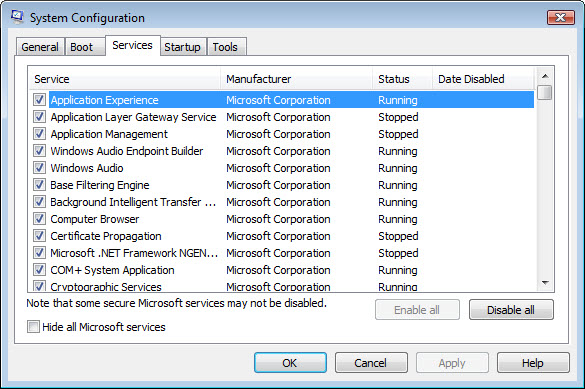 System Configuration
General Boot Services Startup Tools
Service Manufacturer Status Date Disabled
Application Experience Microsoft Corporation Running
Application Layer Gateway Service Microsoft Corporation Stopped
Application Management Microsoft Corporation Stopped
Windows Audio Endpoint Builder Microsoft Corporation Running
Windows Audio Microsoft Corporation Running
Base Filtering Engine Microsoft Corporation Running
Background Intelligent Transfer ... Microsoft Corporation Running
Computer Browser Microsoft Corporation Running
Certificate Propagation Microsoft Corporation Stopped
Microsoft .NET Framework NGEN... Microsoft Corporation Stopped
COM+ System Application Microsoft Corporation Running
Cryptographic Services Microsoft Corporation Running
Note that some secure Microsoft services may not be disabled.
Enable all Disable all
Hide all Microsoft services
OK Cancel Apply Help